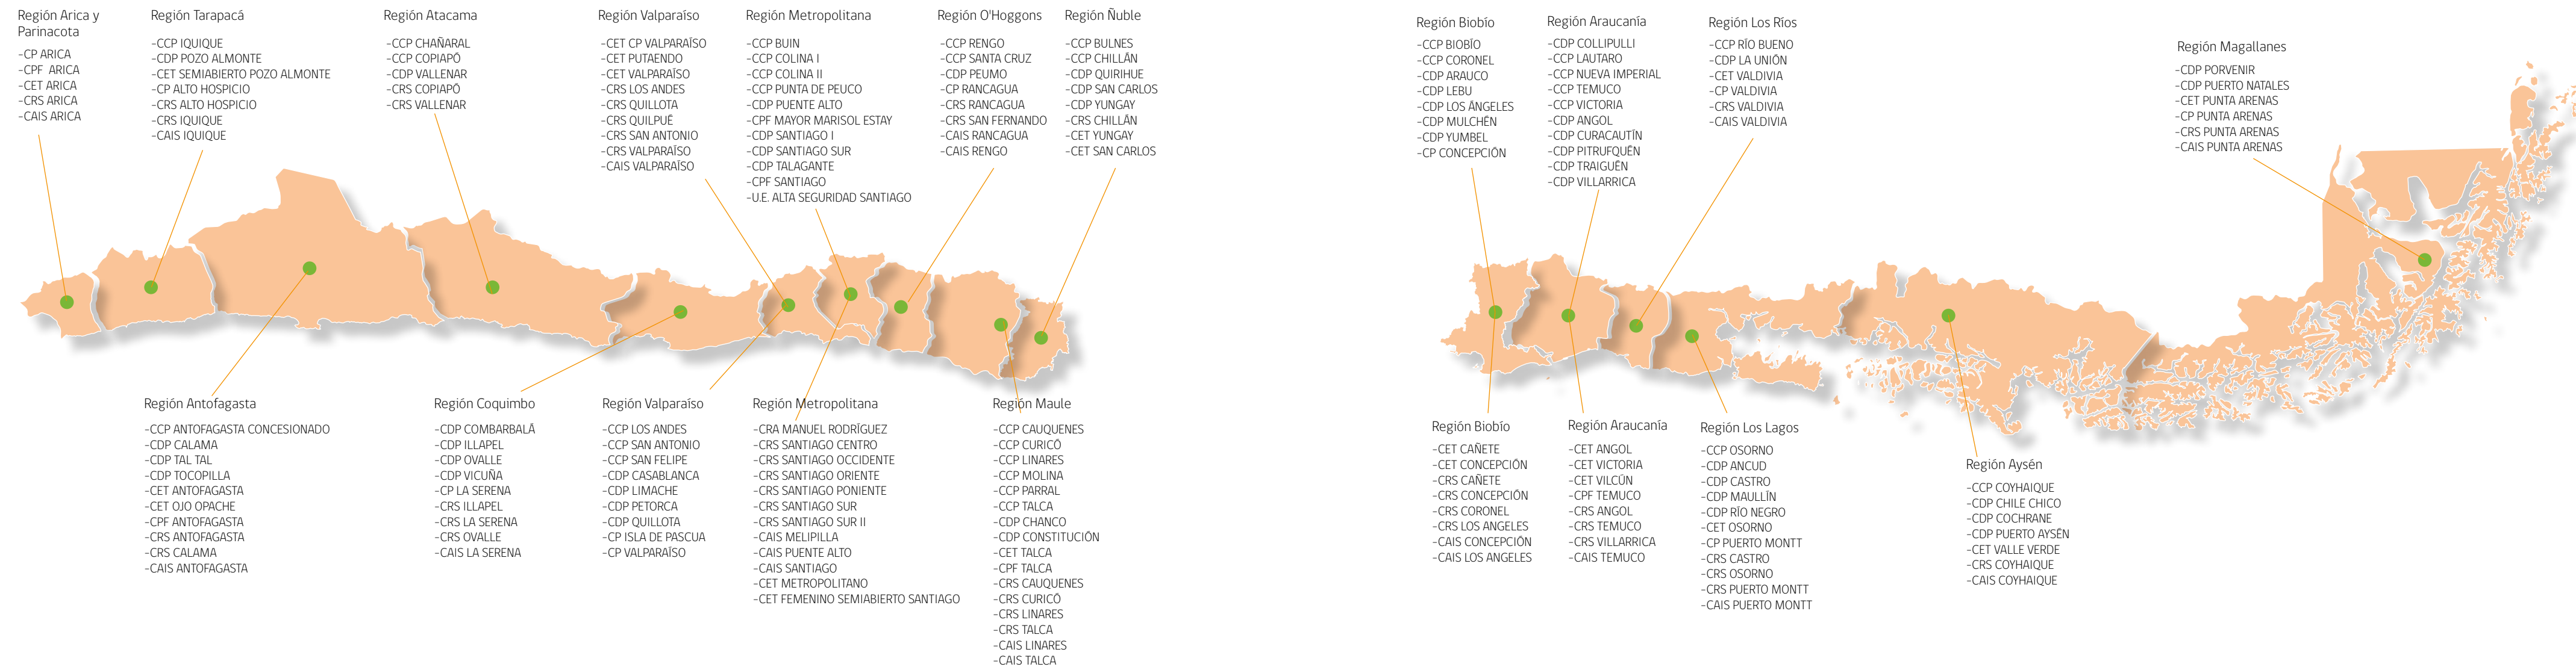 Región Arica y
Parinacota
-CP ARICA
-CPF  ARICA
-CET ARICA
-CRS ARICA
-CAIS ARICA
Región Tarapacá
-CCP IQUIQUE
-CDP POZO ALMONTE
-CET SEMIABIERTO POZO ALMONTE
-CP ALTO HOSPICIO
-CRS ALTO HOSPICIO
-CRS IQUIQUE
-CAIS IQUIQUE
Región Atacama
-CCP CHAÑARAL
-CCP COPIAPÓ
-CDP VALLENAR
-CRS COPIAPÓ
-CRS VALLENAR
Región Valparaíso
-CET CP VALPARAÍSO
-CET PUTAENDO
-CET VALPARAÍSO
-CRS LOS ANDES
-CRS QUILLOTA
-CRS QUILPUÉ
-CRS SAN ANTONIO
-CRS VALPARAÍSO
-CAIS VALPARAÍSO
Región Metropolitana
-CCP BUIN
-CCP COLINA I
-CCP COLINA II
-CCP PUNTA DE PEUCO
-CDP PUENTE ALTO
-CPF MAYOR MARISOL ESTAY
-CDP SANTIAGO I
-CDP SANTIAGO SUR
-CDP TALAGANTE
-CPF SANTIAGO
-U.E. ALTA SEGURIDAD SANTIAGO
Región O'Hoggons
-CCP RENGO
-CCP SANTA CRUZ
-CDP PEUMO
-CP RANCAGUA
-CRS RANCAGUA
-CRS SAN FERNANDO
-CAIS RANCAGUA
-CAIS RENGO
Región Ñuble
-CCP BULNES
-CCP CHILLÁN
-CDP QUIRIHUE
-CDP SAN CARLOS
-CDP YUNGAY
-CRS CHILLÁN
-CET YUNGAY
-CET SAN CARLOS
Región Biobío
-CCP BIOBÍO
-CCP CORONEL
-CDP ARAUCO
-CDP LEBU
-CDP LOS ÁNGELES
-CDP MULCHÉN
-CDP YUMBEL
-CP CONCEPCIÓN
Región Araucanía
-CDP COLLIPULLI
-CCP LAUTARO
-CCP NUEVA IMPERIAL
-CCP TEMUCO
-CCP VICTORIA
-CDP ANGOL
-CDP CURACAUTÍN
-CDP PITRUFQUÉN
-CDP TRAIGUÉN
-CDP VILLARRICA
Región Los Ríos
-CCP RÍO BUENO
-CDP LA UNIÓN
-CET VALDIVIA
-CP VALDIVIA
-CRS VALDIVIA
-CAIS VALDIVIA
Región Magallanes
-CDP PORVENIR
-CDP PUERTO NATALES
-CET PUNTA ARENAS
-CP PUNTA ARENAS
-CRS PUNTA ARENAS
-CAIS PUNTA ARENAS
Región Antofagasta
-CCP ANTOFAGASTA CONCESIONADO
-CDP CALAMA
-CDP TAL TAL
-CDP TOCOPILLA
-CET ANTOFAGASTA
-CET OJO OPACHE
-CPF ANTOFAGASTA
-CRS ANTOFAGASTA
-CRS CALAMA
-CAIS ANTOFAGASTA
Región Coquimbo
-CDP COMBARBALÁ
-CDP ILLAPEL
-CDP OVALLE
-CDP VICUÑA
-CP LA SERENA
-CRS ILLAPEL
-CRS LA SERENA
-CRS OVALLE
-CAIS LA SERENA
Región Valparaíso
-CCP LOS ANDES
-CCP SAN ANTONIO
-CCP SAN FELIPE
-CDP CASABLANCA
-CDP LIMACHE
-CDP PETORCA
-CDP QUILLOTA
-CP ISLA DE PASCUA
-CP VALPARAÍSO
Región Metropolitana
-CRA MANUEL RODRÍGUEZ
-CRS SANTIAGO CENTRO
-CRS SANTIAGO OCCIDENTE
-CRS SANTIAGO ORIENTE
-CRS SANTIAGO PONIENTE
-CRS SANTIAGO SUR
-CRS SANTIAGO SUR II
-CAIS MELIPILLA
-CAIS PUENTE ALTO
-CAIS SANTIAGO
-CET METROPOLITANO
-CET FEMENINO SEMIABIERTO SANTIAGO
Región Maule
-CCP CAUQUENES
-CCP CURICÓ
-CCP LINARES
-CCP MOLINA
-CCP PARRAL
-CCP TALCA
-CDP CHANCO
-CDP CONSTITUCIÓN
-CET TALCA
-CPF TALCA
-CRS CAUQUENES
-CRS CURICÓ
-CRS LINARES
-CRS TALCA
-CAIS LINARES
-CAIS TALCA
Región Biobío
-CET CAÑETE
-CET CONCEPCIÓN
-CRS CAÑETE
-CRS CONCEPCIÓN
-CRS CORONEL
-CRS LOS ANGELES
-CAIS CONCEPCIÓN
-CAIS LOS ANGELES
Región Araucanía
-CET ANGOL
-CET VICTORIA
-CET VILCÚN
-CPF TEMUCO
-CRS ANGOL
-CRS TEMUCO
-CRS VILLARRICA
-CAIS TEMUCO
Región Los Lagos
-CCP OSORNO
-CDP ANCUD
-CDP CASTRO
-CDP MAULLÍN
-CDP RÍO NEGRO
-CET OSORNO
-CP PUERTO MONTT
-CRS CASTRO
-CRS OSORNO
-CRS PUERTO MONTT
-CAIS PUERTO MONTT
Región Aysén
-CCP COYHAIQUE
-CDP CHILE CHICO
-CDP COCHRANE
-CDP PUERTO AYSÉN
-CET VALLE VERDE
-CRS COYHAIQUE
-CAIS COYHAIQUE